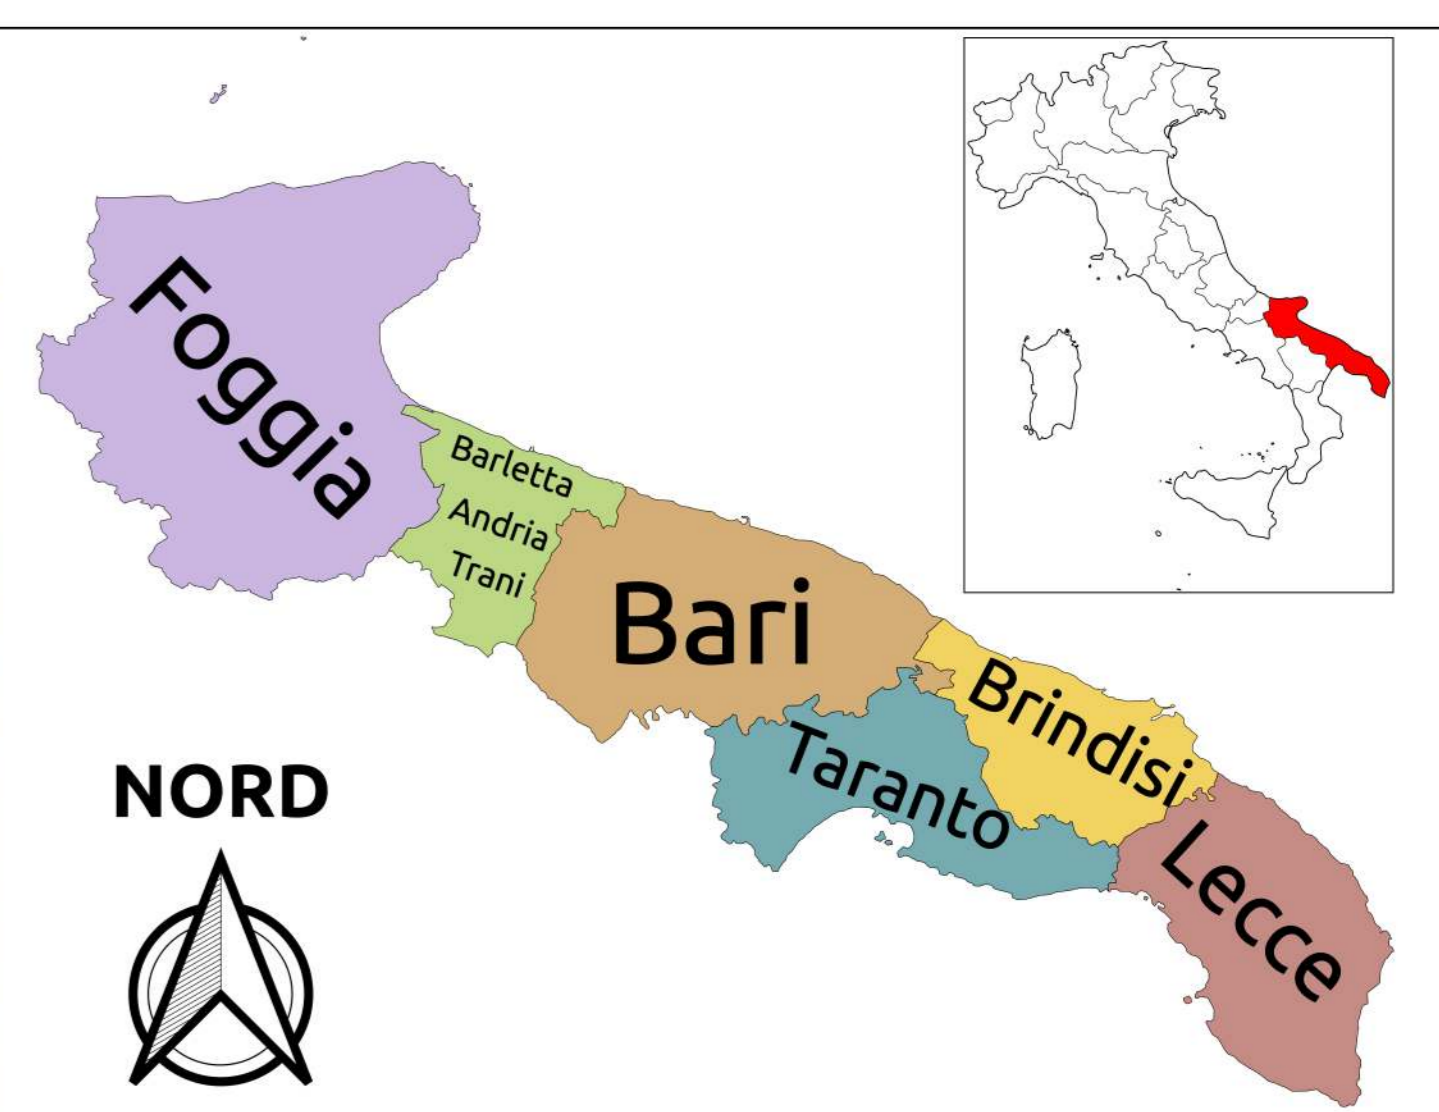 Foggia
Barletta
Andria
Trani
Bari
Brindisi
Taranto
Lecce
NORD